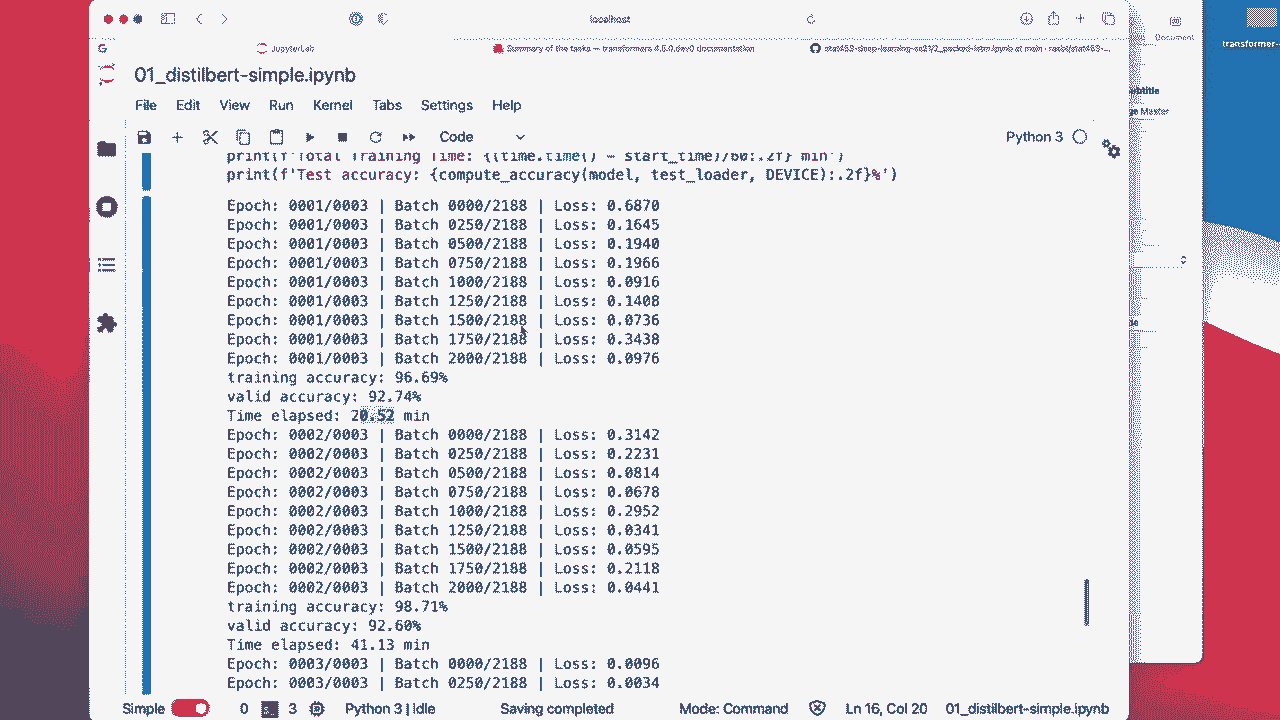 localhost
JupyterLab
Summary of the tasks — transformers 4.6.0.dev0 documentation
Document
transformer-
01_distilbert-simple.ipynb
File Edit View Run Kernel Tabs Settings Help
Code
Python 3
Master
print(f'Total Training Time: {(time.time() - start_time)/60:.2f} min')
print(f'Test accuracy: {compute_accuracy(model, test_loader, DEVICE):.2f}%')
Epoch: 0001/0003 | Batch 0000/2188 | Loss: 0.6870
Epoch: 0001/0003 | Batch 0250/2188 | Loss: 0.1645
Epoch: 0001/0003 | Batch 0500/2188 | Loss: 0.1940
Epoch: 0001/0003 | Batch 0750/2188 | Loss: 0.1966
Epoch: 0001/0003 | Batch 1000/2188 | Loss: 0.0916
Epoch: 0001/0003 | Batch 1250/2188 | Loss: 0.1408
Epoch: 0001/0003 | Batch 1500/2188 | Loss: 0.0736
Epoch: 0001/0003 | Batch 1750/2188 | Loss: 0.3438
Epoch: 0001/0003 | Batch 2000/2188 | Loss: 0.0976
training accuracy: 96.69%
valid accuracy: 92.74%
Time elapsed: 20.52 min
Epoch: 0002/0003 | Batch 0000/2188 | Loss: 0.3142
Epoch: 0002/0003 | Batch 0250/2188 | Loss: 0.2231
Epoch: 0002/0003 | Batch 0500/2188 | Loss: 0.0814
Epoch: 0002/0003 | Batch 0750/2188 | Loss: 0.0678
Epoch: 0002/0003 | Batch 1000/2188 | Loss: 0.2952
Epoch: 0002/0003 | Batch 1250/2188 | Loss: 0.0341
Epoch: 0002/0003 | Batch 1500/2188 | Loss: 0.0595
Epoch: 0002/0003 | Batch 1750/2188 | Loss: 0.2118
Epoch: 0002/0003 | Batch 2000/2188 | Loss: 0.0441
training accuracy: 98.71%
valid accuracy: 92.60%
Time elapsed: 41.13 min
Epoch: 0003/0003 | Batch 0000/2188 | Loss: 0.0096
Epoch: 0003/0003 | Batch 0250/2188 | Loss: 0.0034
Simple 0 3 Python 3 | Idle Saving completed Mode: Command Ln 16, Col 20 01_distilbert-simple.ipynb